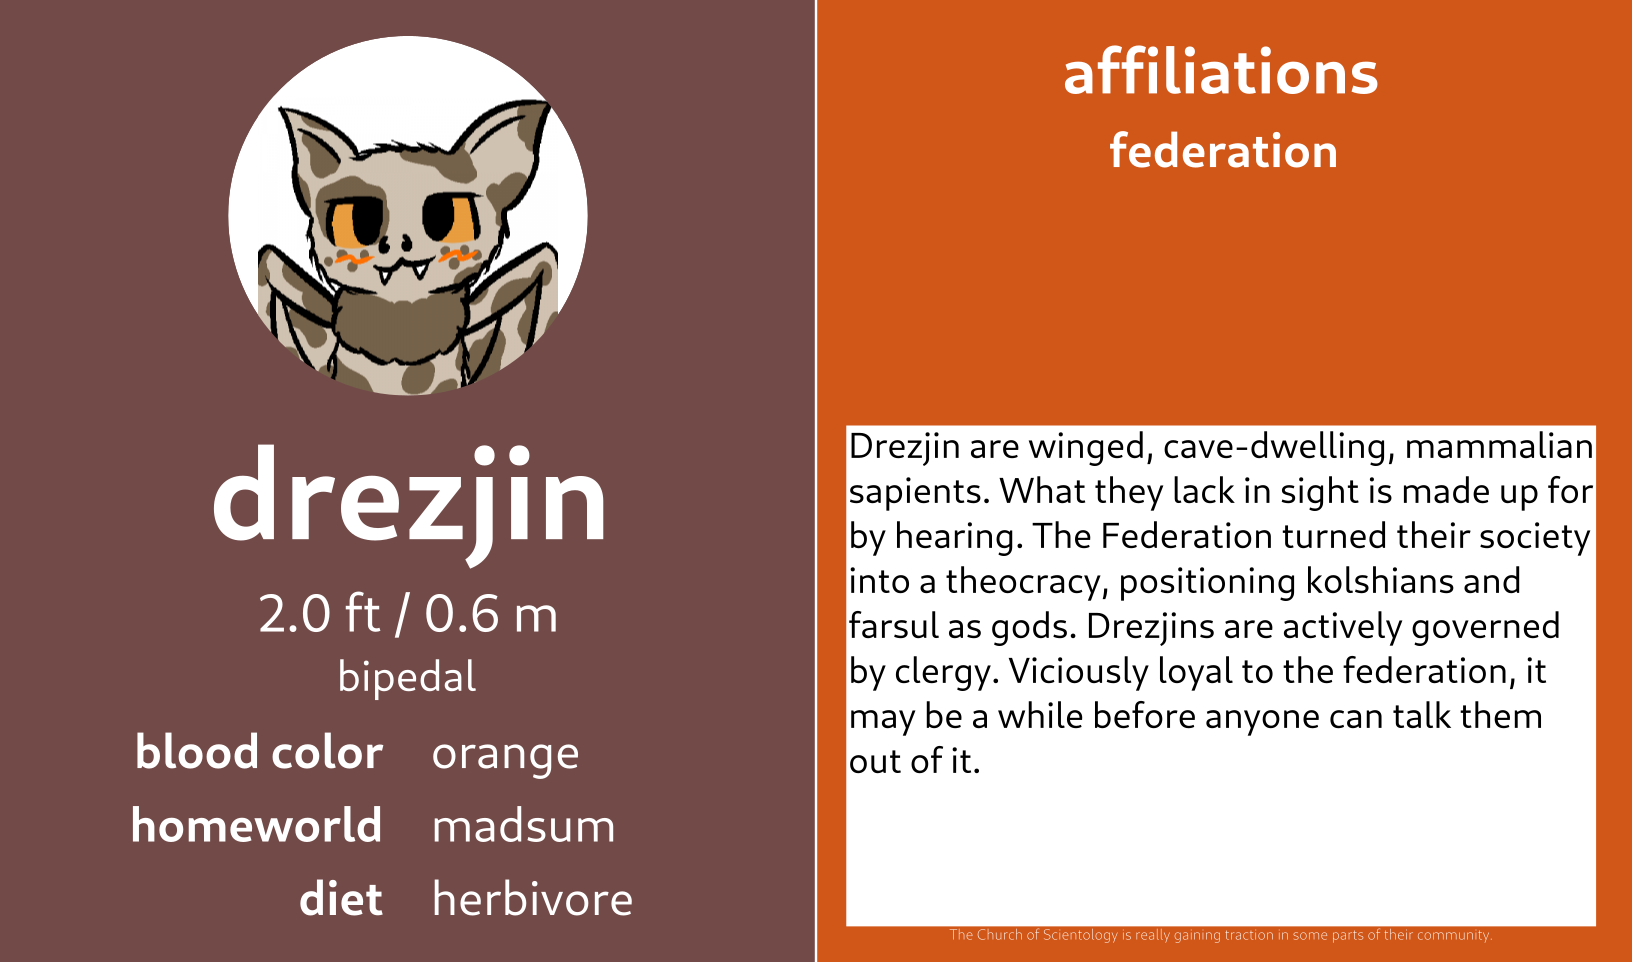 drezjin
2.0 ft / 0.6 m
bipedal
blood color orange
homeworld madsum
diet herbivore
affiliations
federation
Drezjin are winged, cave-dwelling, mammalian
sapients. What they lack in sight is made up for
by hearing. The Federation turned their society
into a theocracy, positioning kolshians and
farsul as gods. Drezjins are actively governed
by clergy. Viciously loyal to the federation, it
may be a while before anyone can talk them
out of it.
The Church of Scientology is really gaining traction in some parts of their community.